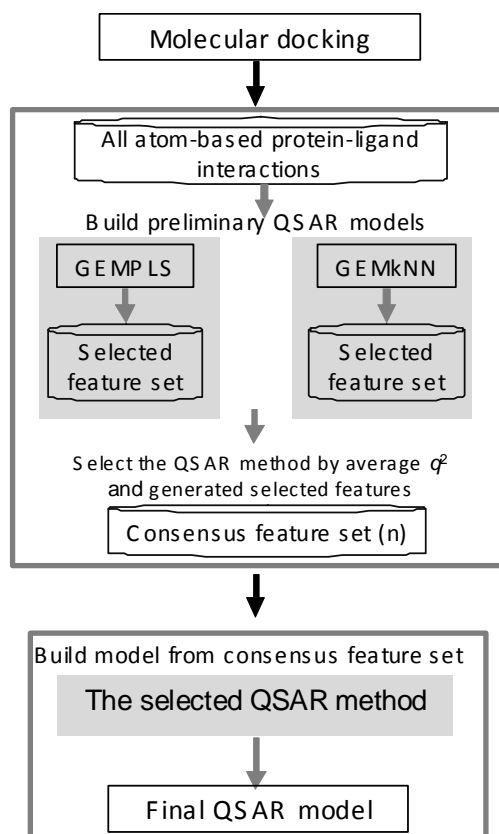 Molecular docking
All atom-based protein-ligand
interactions
Build preliminary QSAR models
GEMPLS
GEMkNN
Selected
feature set
Selected
feature set
Select the QSAR method by average q²
and generated selected features
Consensus feature set (n)
Build model from consensus feature set
The selected QSAR method
Final QSAR model